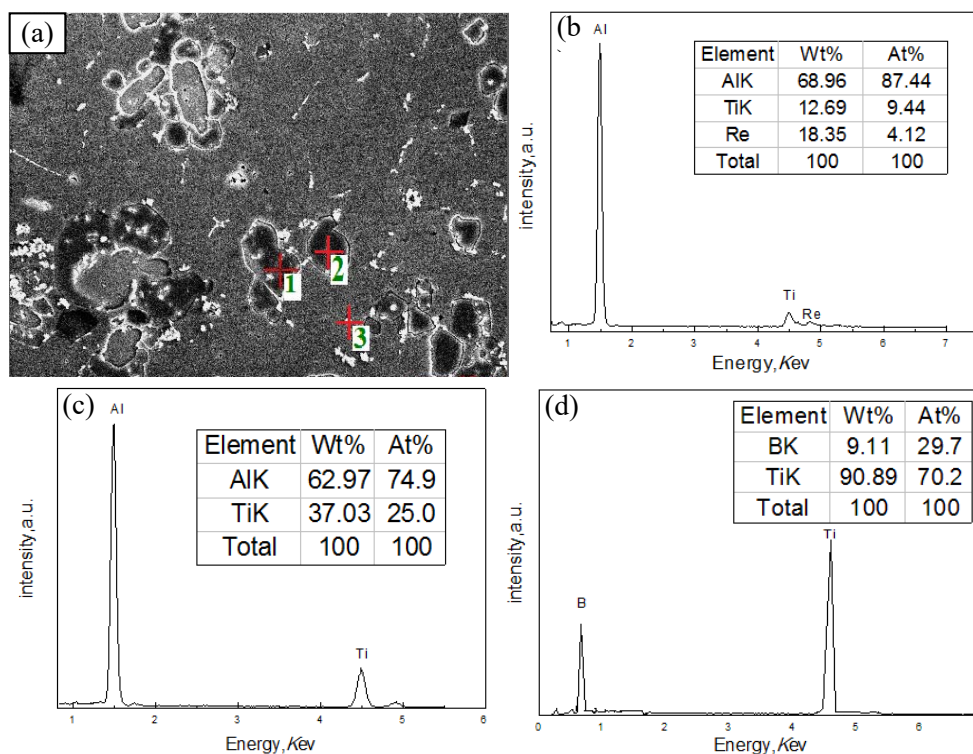 (a)
1
2
3
(b)
Al
Element Wt% At%
AlK 68.96 87.44
TiK 12.69 9.44
Re 18.35 4.12
Total 100 100
Ti
Re
intensity,a.u.
1 2 3 4 5 6 7
Energy,Kev
(c)
Al
Element Wt% At%
AlK 62.97 74.9
TiK 37.03 25.0
Total 100 100
Ti
intensity,a.u.
1 2 3 4 5 6
Energy,Kev
(d)
Element Wt% At%
BK 9.11 29.7
TiK 90.89 70.2
Total 100 100
Ti
B
intensity,a.u.
0 1 2 4 6
Energy,Kev